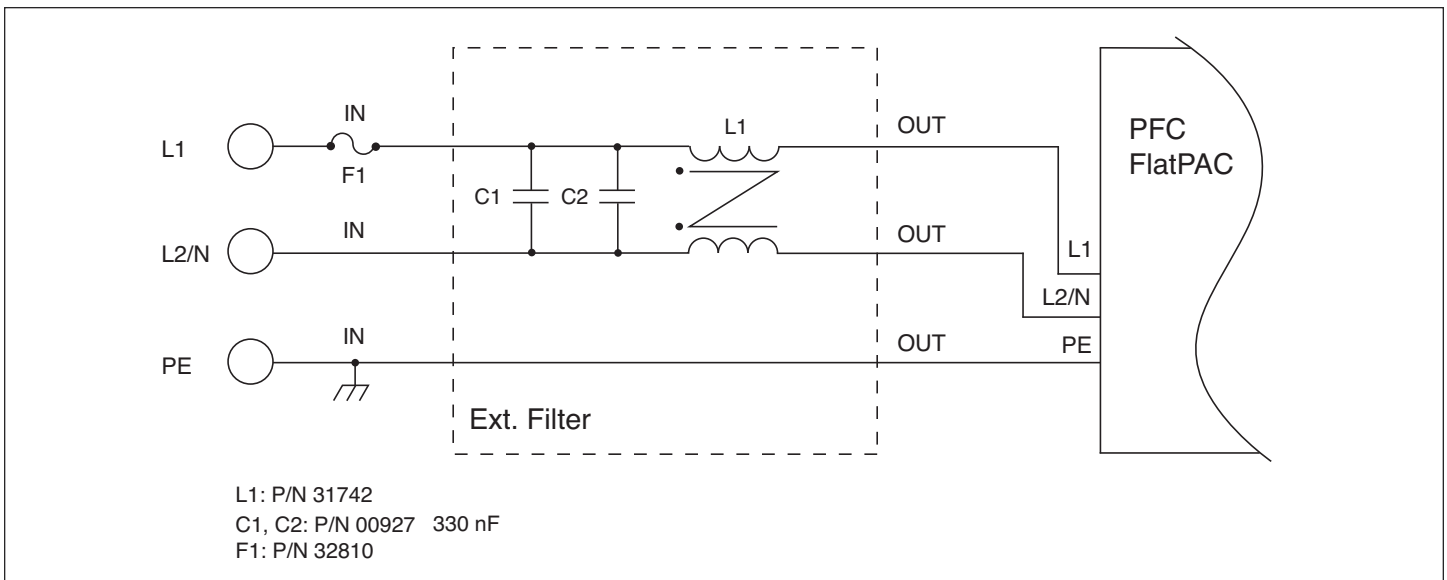 IN
L1
F1
C1
C2
L1
OUT
PFC
FlatPAC
L2/N
IN
OUT
L1
L2/N
PE
IN
OUT
PE
Ext. Filter
L1: P/N 31742
C1, C2: P/N 00927 330 nF
F1: P/N 32810